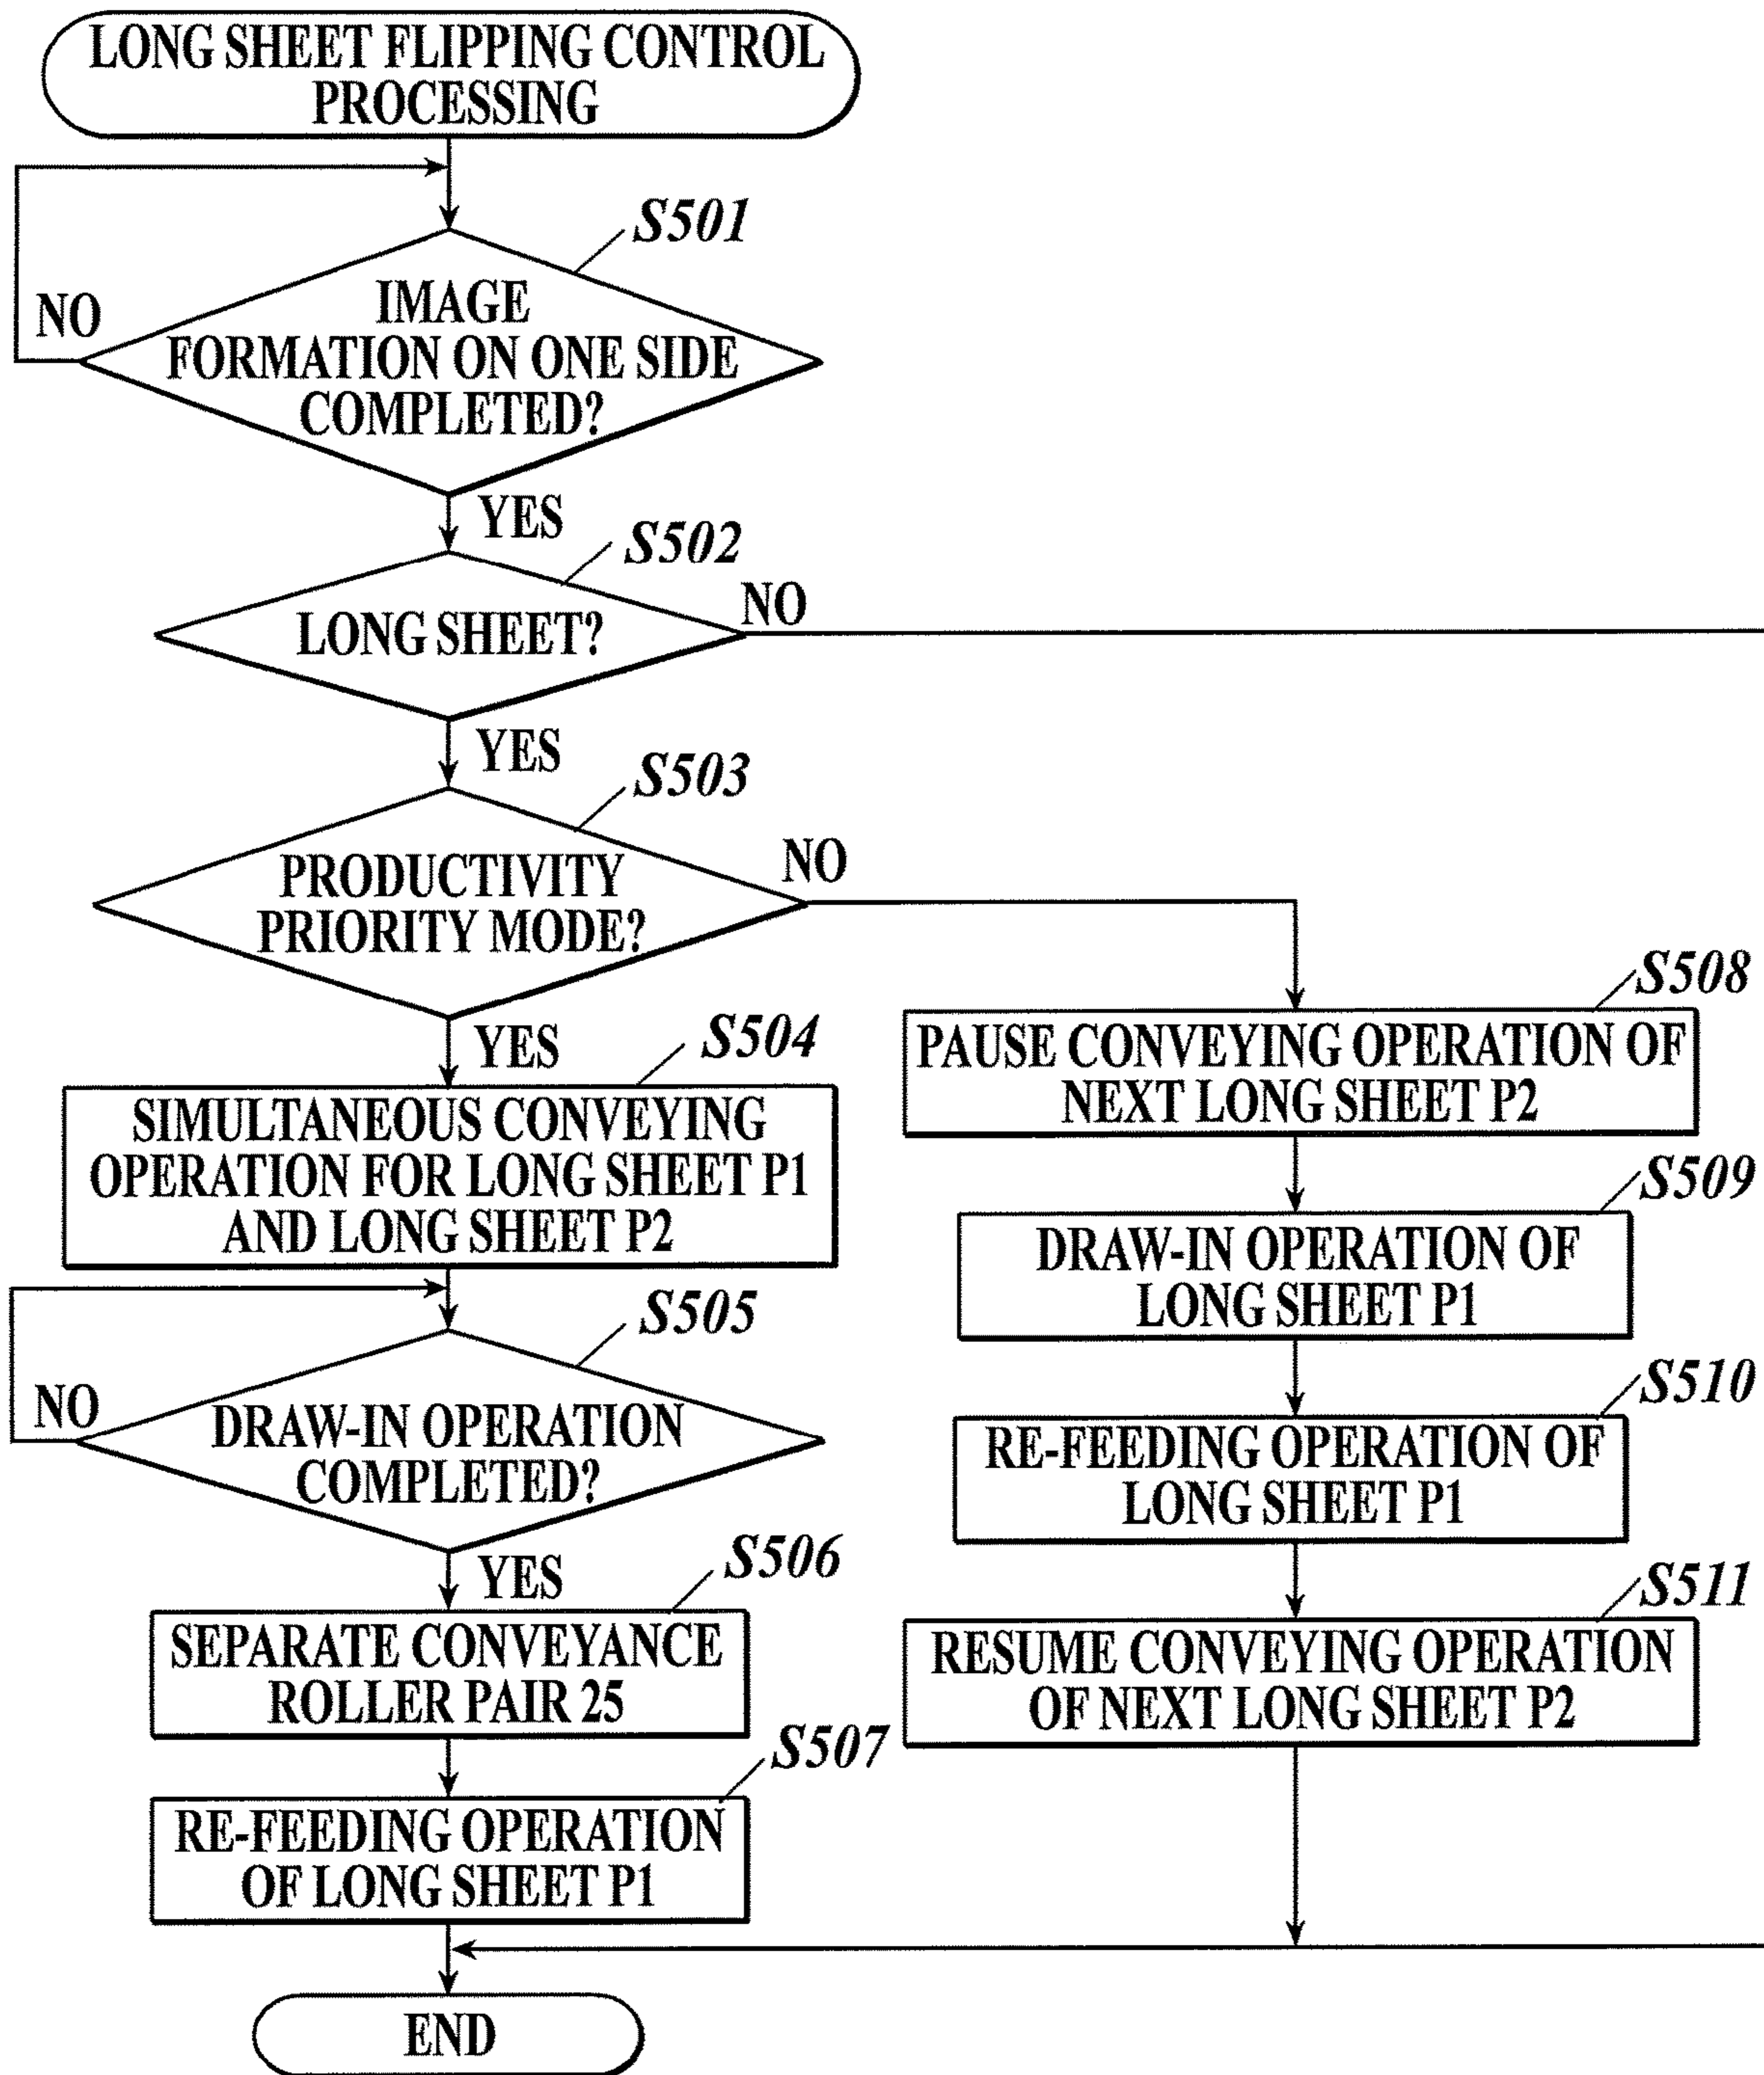 LONG SHEET FLIPPING CONTROL
PROCESSING
S501
IMAGE
FORMATION ON ONE SIDE
COMPLETED?
NO
YES
S502
LONG SHEET?
NO
YES
S503
PRODUCTIVITY
PRIORITY MODE?
NO
YES
S504
SIMULTANEOUS CONVEYING
OPERATION FOR LONG SHEET P1
AND LONG SHEET P2
S505
DRAW-IN OPERATION
COMPLETED?
NO
YES
S506
SEPARATE CONVEYANCE
ROLLER PAIR 25
S507
RE-FEEDING OPERATION
OF LONG SHEET P1
S508
PAUSE CONVEYING OPERATION OF
NEXT LONG SHEET P2
S509
DRAW-IN OPERATION OF
LONG SHEET P1
S510
RE-FEEDING OPERATION OF
LONG SHEET P1
S511
RESUME CONVEYING OPERATION
OF NEXT LONG SHEET P2
END